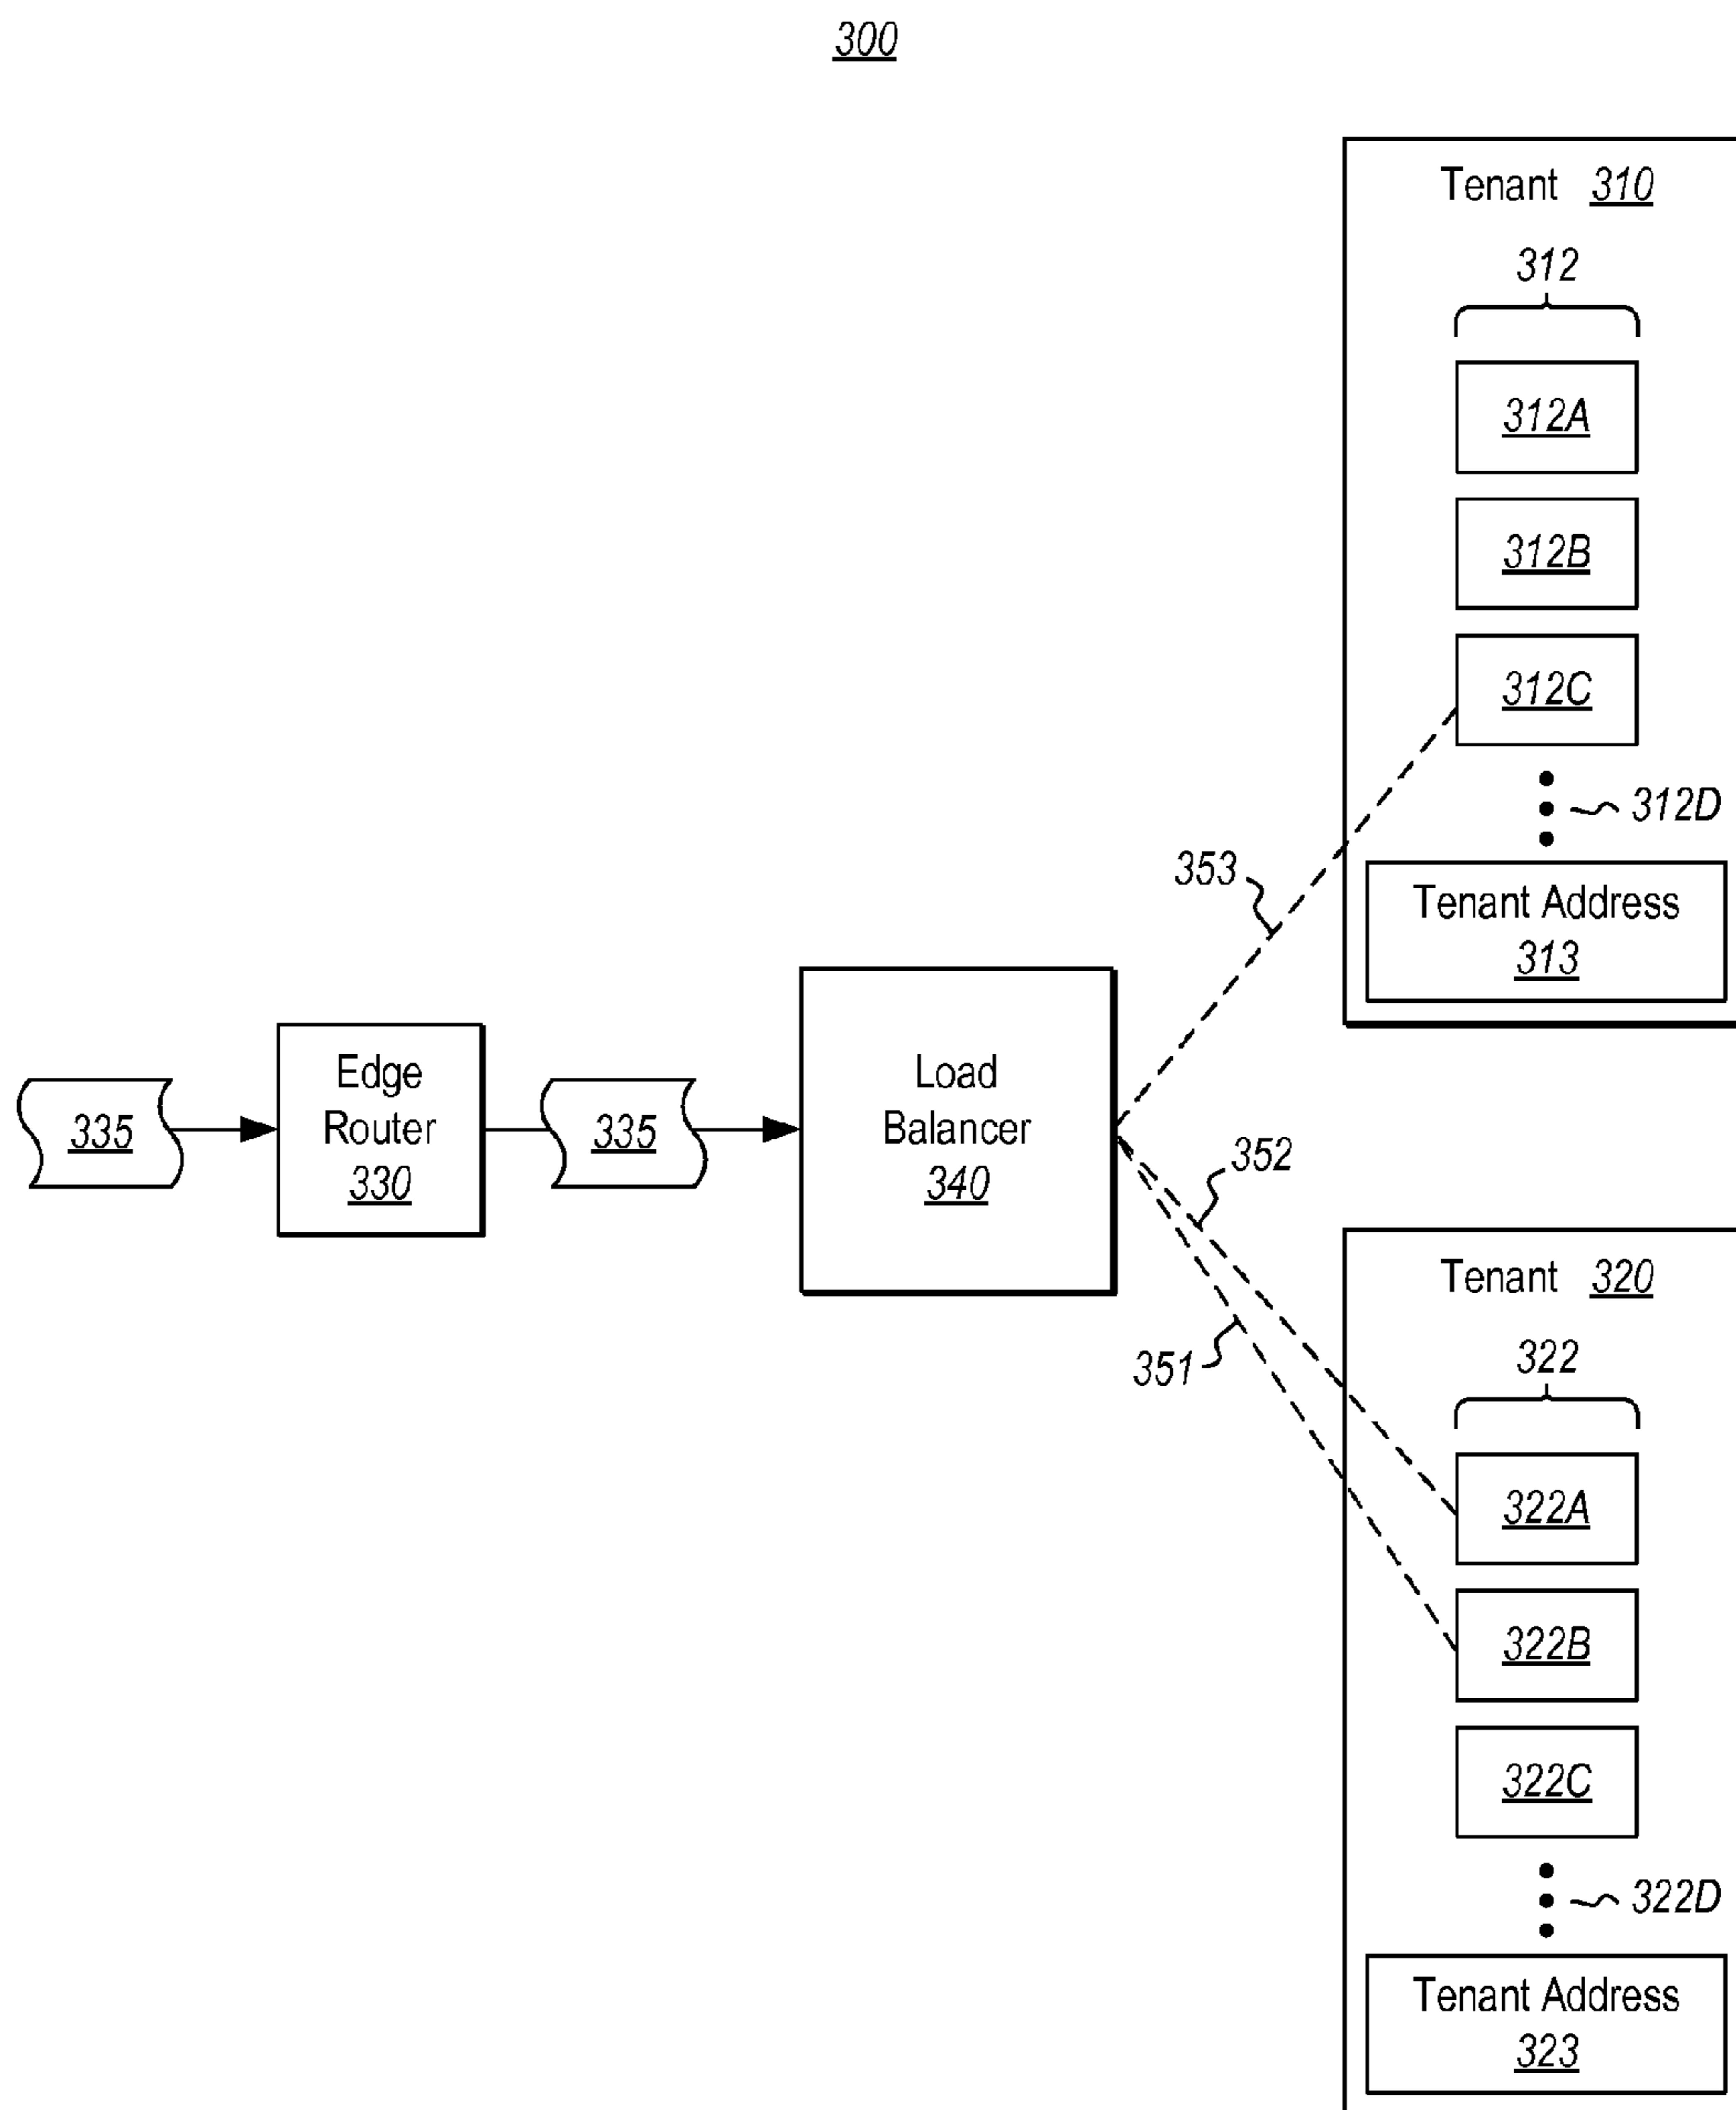 300
Tenant 310
312
312A
312B
312C
312D
353
Tenant Address
313
335
Edge
Router
330
335
Load
Balancer
340
352
351
Tenant 320
322
322A
322B
322C
322D
Tenant Address
323